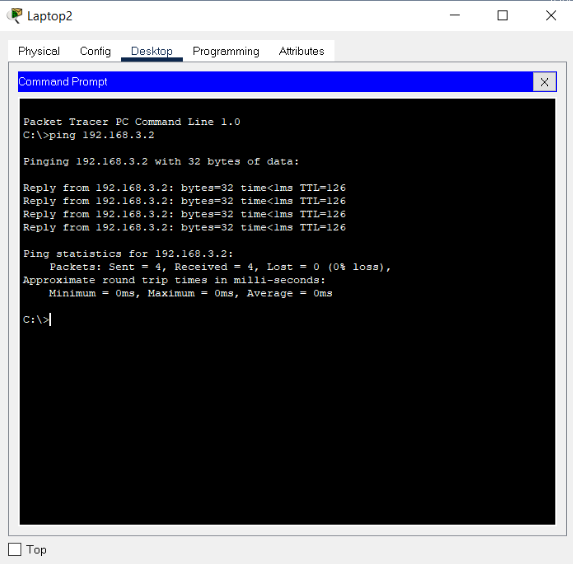 Laptop2
Physical Config Desktop Programming Attributes
Command Prompt
X
Packet Tracer PC Command Line 1.0
C:\>ping 192.168.3.2
Pinging 192.168.3.2 with 32 bytes of data:
Reply from 192.168.3.2: bytes=32 time<1ms TTL=126
Reply from 192.168.3.2: bytes=32 time<1ms TTL=126
Reply from 192.168.3.2: bytes=32 time<1ms TTL=126
Reply from 192.168.3.2: bytes=32 time<1ms TTL=126
Ping statistics for 192.168.3.2:
    Packets: Sent = 4, Received = 4, Lost = 0 (0% loss),
Approximate round trip times in milli-seconds:
    Minimum = 0ms, Maximum = 0ms, Average = 0ms
C:\>
Top